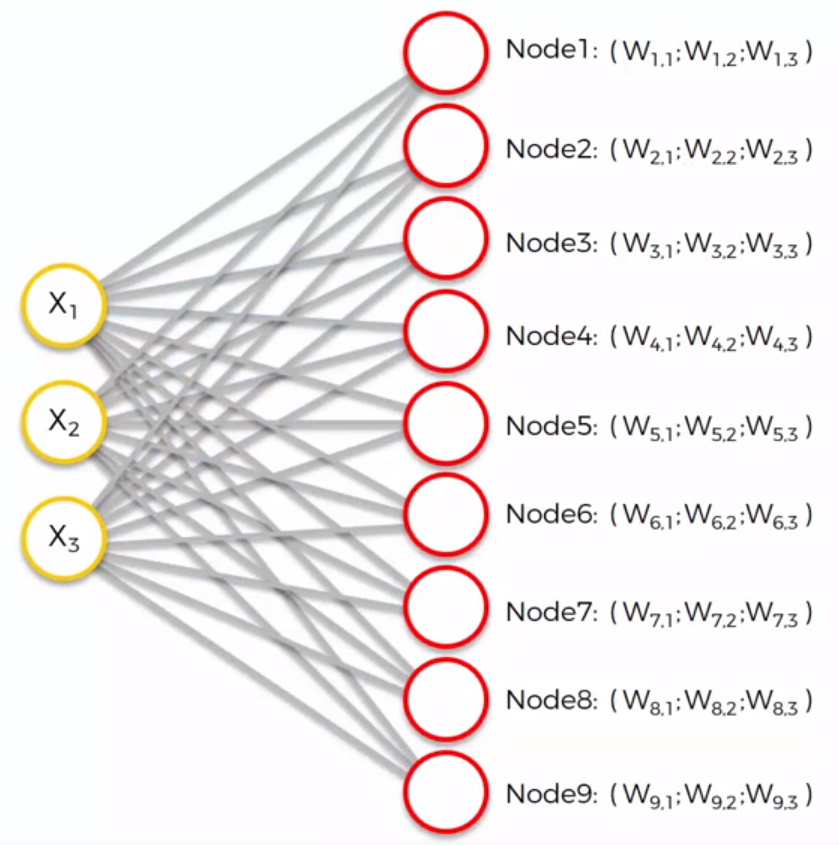 X₁
X₂
X₃
Node1: (W₁,₁;W₁,₂;W₁,₃)
Node2: (W₂,₁;W₂,₂;W₂,₃)
Node3: (W₃,₁;W₃,₂;W₃,₃)
Node4: (W₄,₁;W₄,₂;W₄,₃)
Node5: (W₅,₁;W₅,₂;W₅,₃)
Node6: (W₆,₁;W₆,₂;W₆,₃)
Node7: (W₇,₁;W₇,₂;W₇,₃)
Node8: (W₈,₁;W₈,₂;W₈,₃)
Node9: (W₉,₁;W₉,₂;W₉,₃)